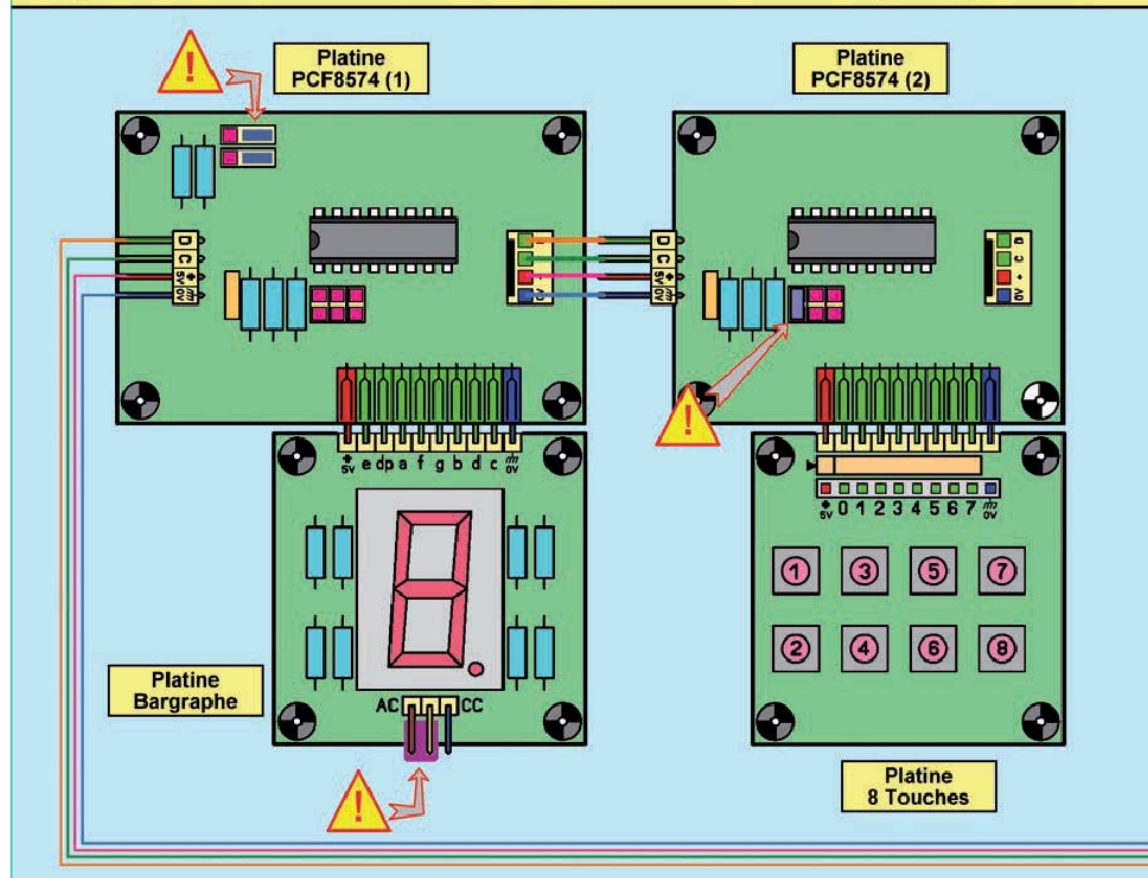 Platine
PCF8574 (1)
Platine
PCF8574 (2)
!
D
C
+
5V
0V
D
C
+
5V
0V
C
+
0V
!
+
5V
e dp a f g b d c
0V
+
5V
0 1 2 3 4 5 6 7
1 3 5 7
2 4 6 8
Platine
Bargraphe
AC CC
!
Platine
8 Touches